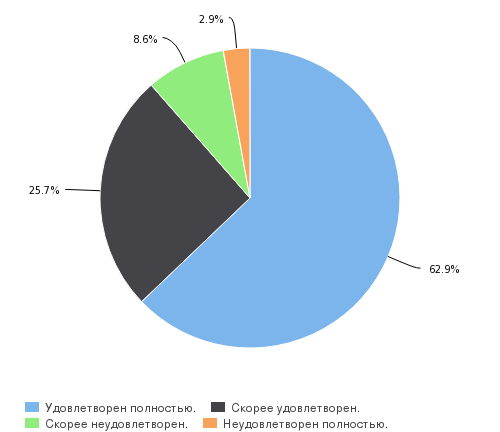 2.9%
8.6%
25.7%
62.9%
Удовлетворен полностью. Скорее удовлетворен.
Скорее неудовлетворен. Неудовлетворен полностью.